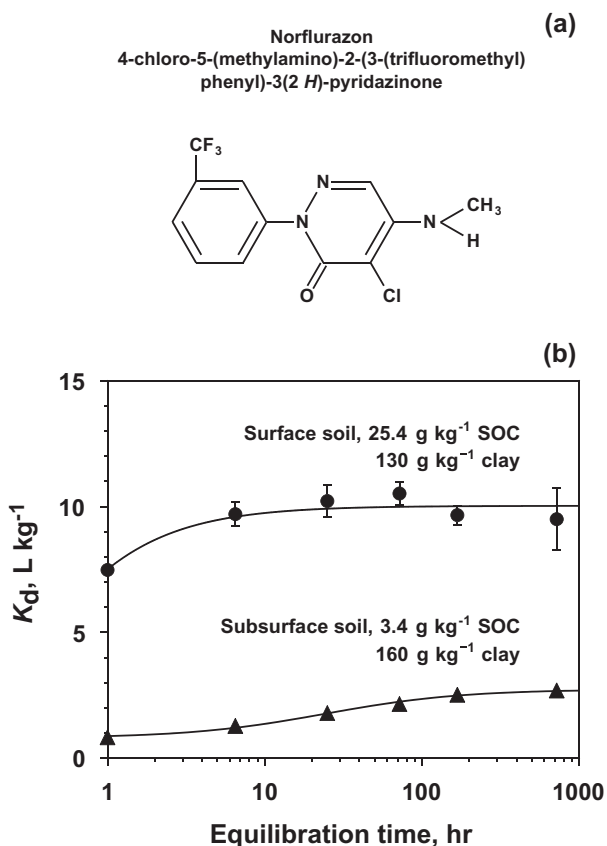 (a)
Norflurazon
4-chloro-5-(methylamino)-2-(3-(trifluoromethyl)
phenyl)-3(2 H)-pyridazinone
CF₃
N
N
N
CH₃
H
O
Cl
(b)
15
Surface soil, 25.4 g kg⁻¹ SOC
130 g kg⁻¹ clay
10
Kd, L kg⁻¹
Subsurface soil, 3.4 g kg⁻¹ SOC
160 g kg⁻¹ clay
5
0
1 10 100 1000
Equilibration time, hr